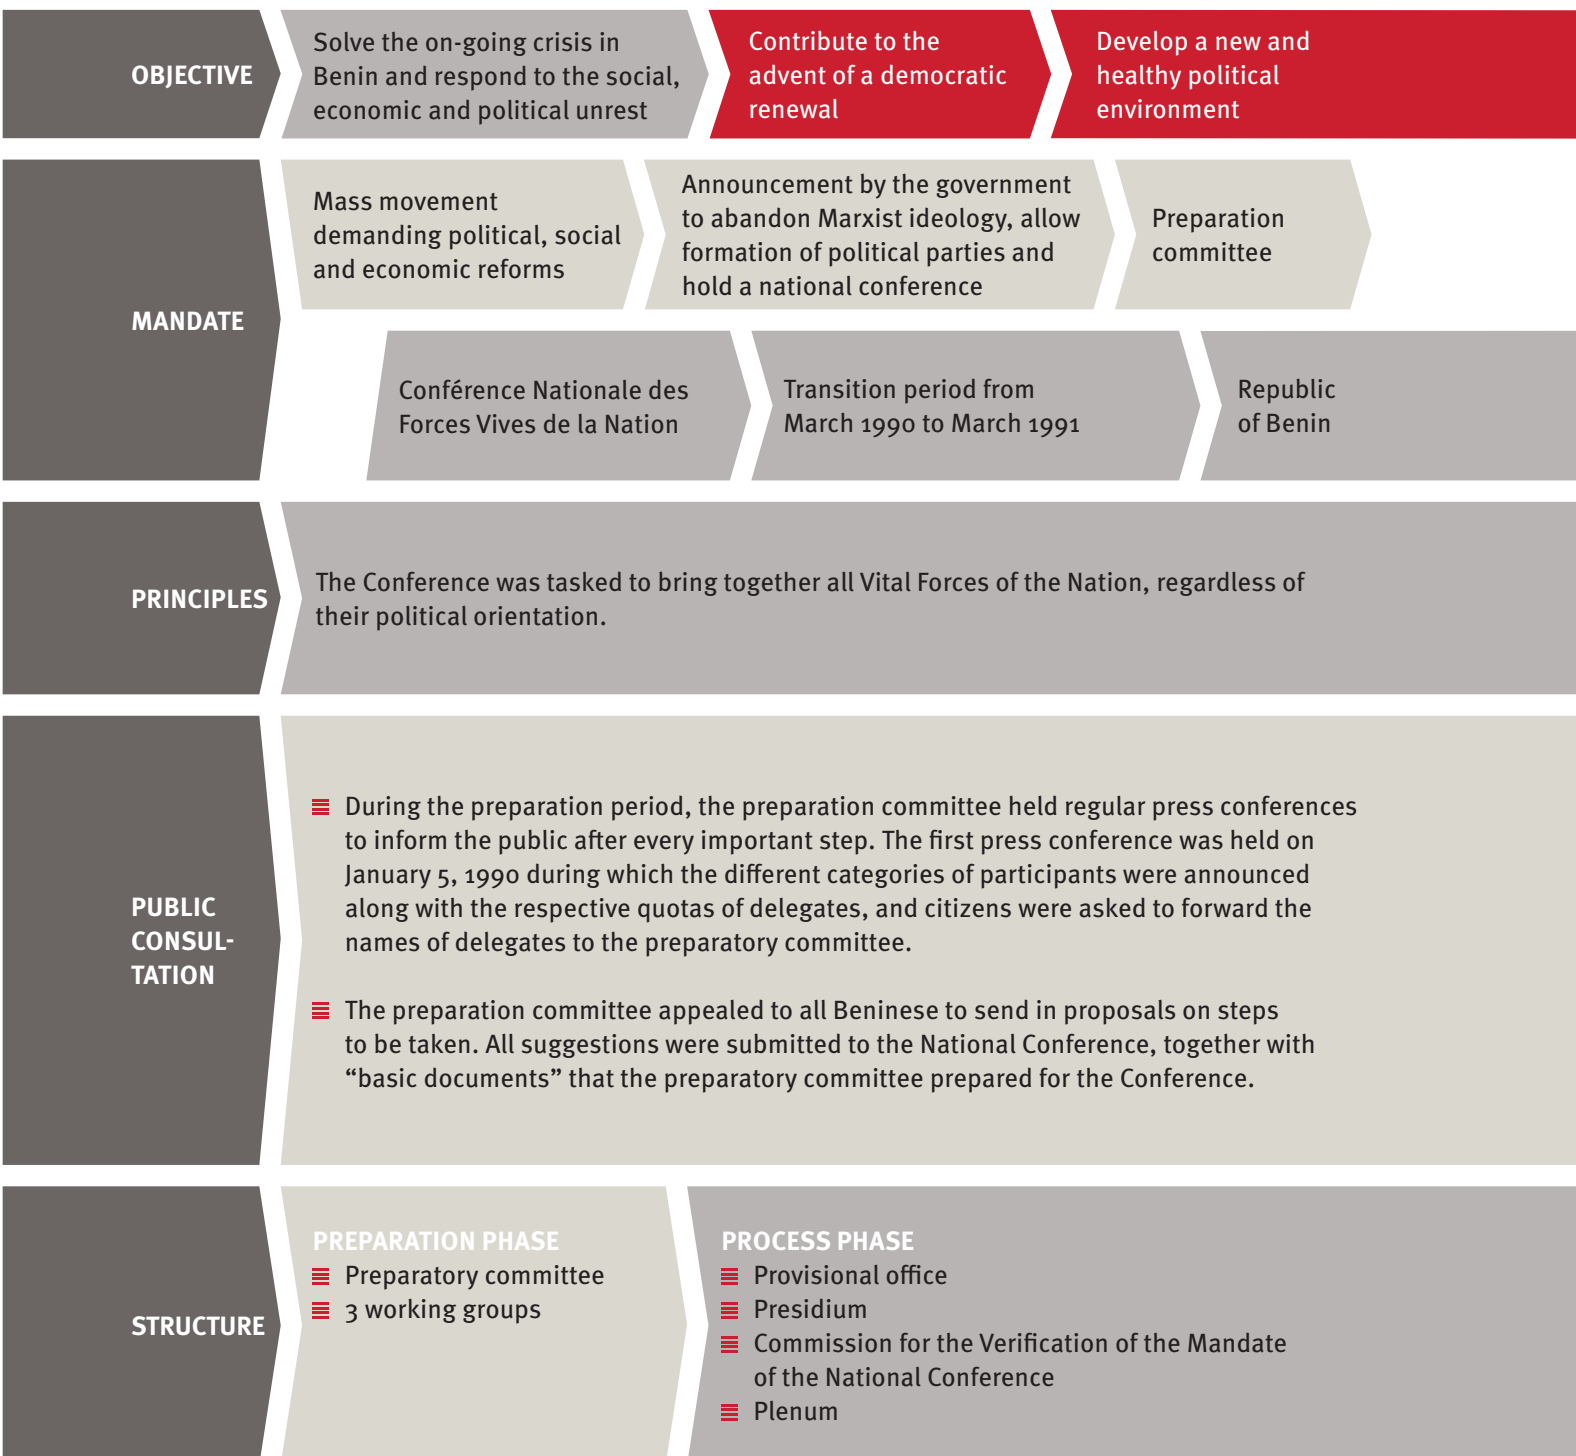 OBJECTIVE
Solve the on-going crisis in
Benin and respond to the social,
economic and political unrest
Contribute to the
advent of a democratic
renewal
Develop a new and
healthy political
environment
MANDATE
Mass movement
demanding political, social
and economic reforms
Announcement by the government
to abandon Marxist ideology, allow
formation of political parties and
hold a national conference
Preparation
committee
Conférence Nationale des
Forces Vives de la Nation
Transition period from
March 1990 to March 1991
Republic
of Benin
PRINCIPLES
The Conference was tasked to bring together all Vital Forces of the Nation, regardless of
their political orientation.
PUBLIC
CONSUL-
TATION
During the preparation period, the preparation committee held regular press conferences
to inform the public after every important step. The first press conference was held on
January 5, 1990 during which the different categories of participants were announced
along with the respective quotas of delegates, and citizens were asked to forward the
names of delegates to the preparatory committee.
The preparation committee appealed to all Beninese to send in proposals on steps
to be taken. All suggestions were submitted to the National Conference, together with
“basic documents” that the preparatory committee prepared for the Conference.
STRUCTURE
PREPARATION PHASE
Preparatory committee
3 working groups
PROCESS PHASE
Provisional office
Presidium
Commission for the Verification of the Mandate
of the National Conference
Plenum